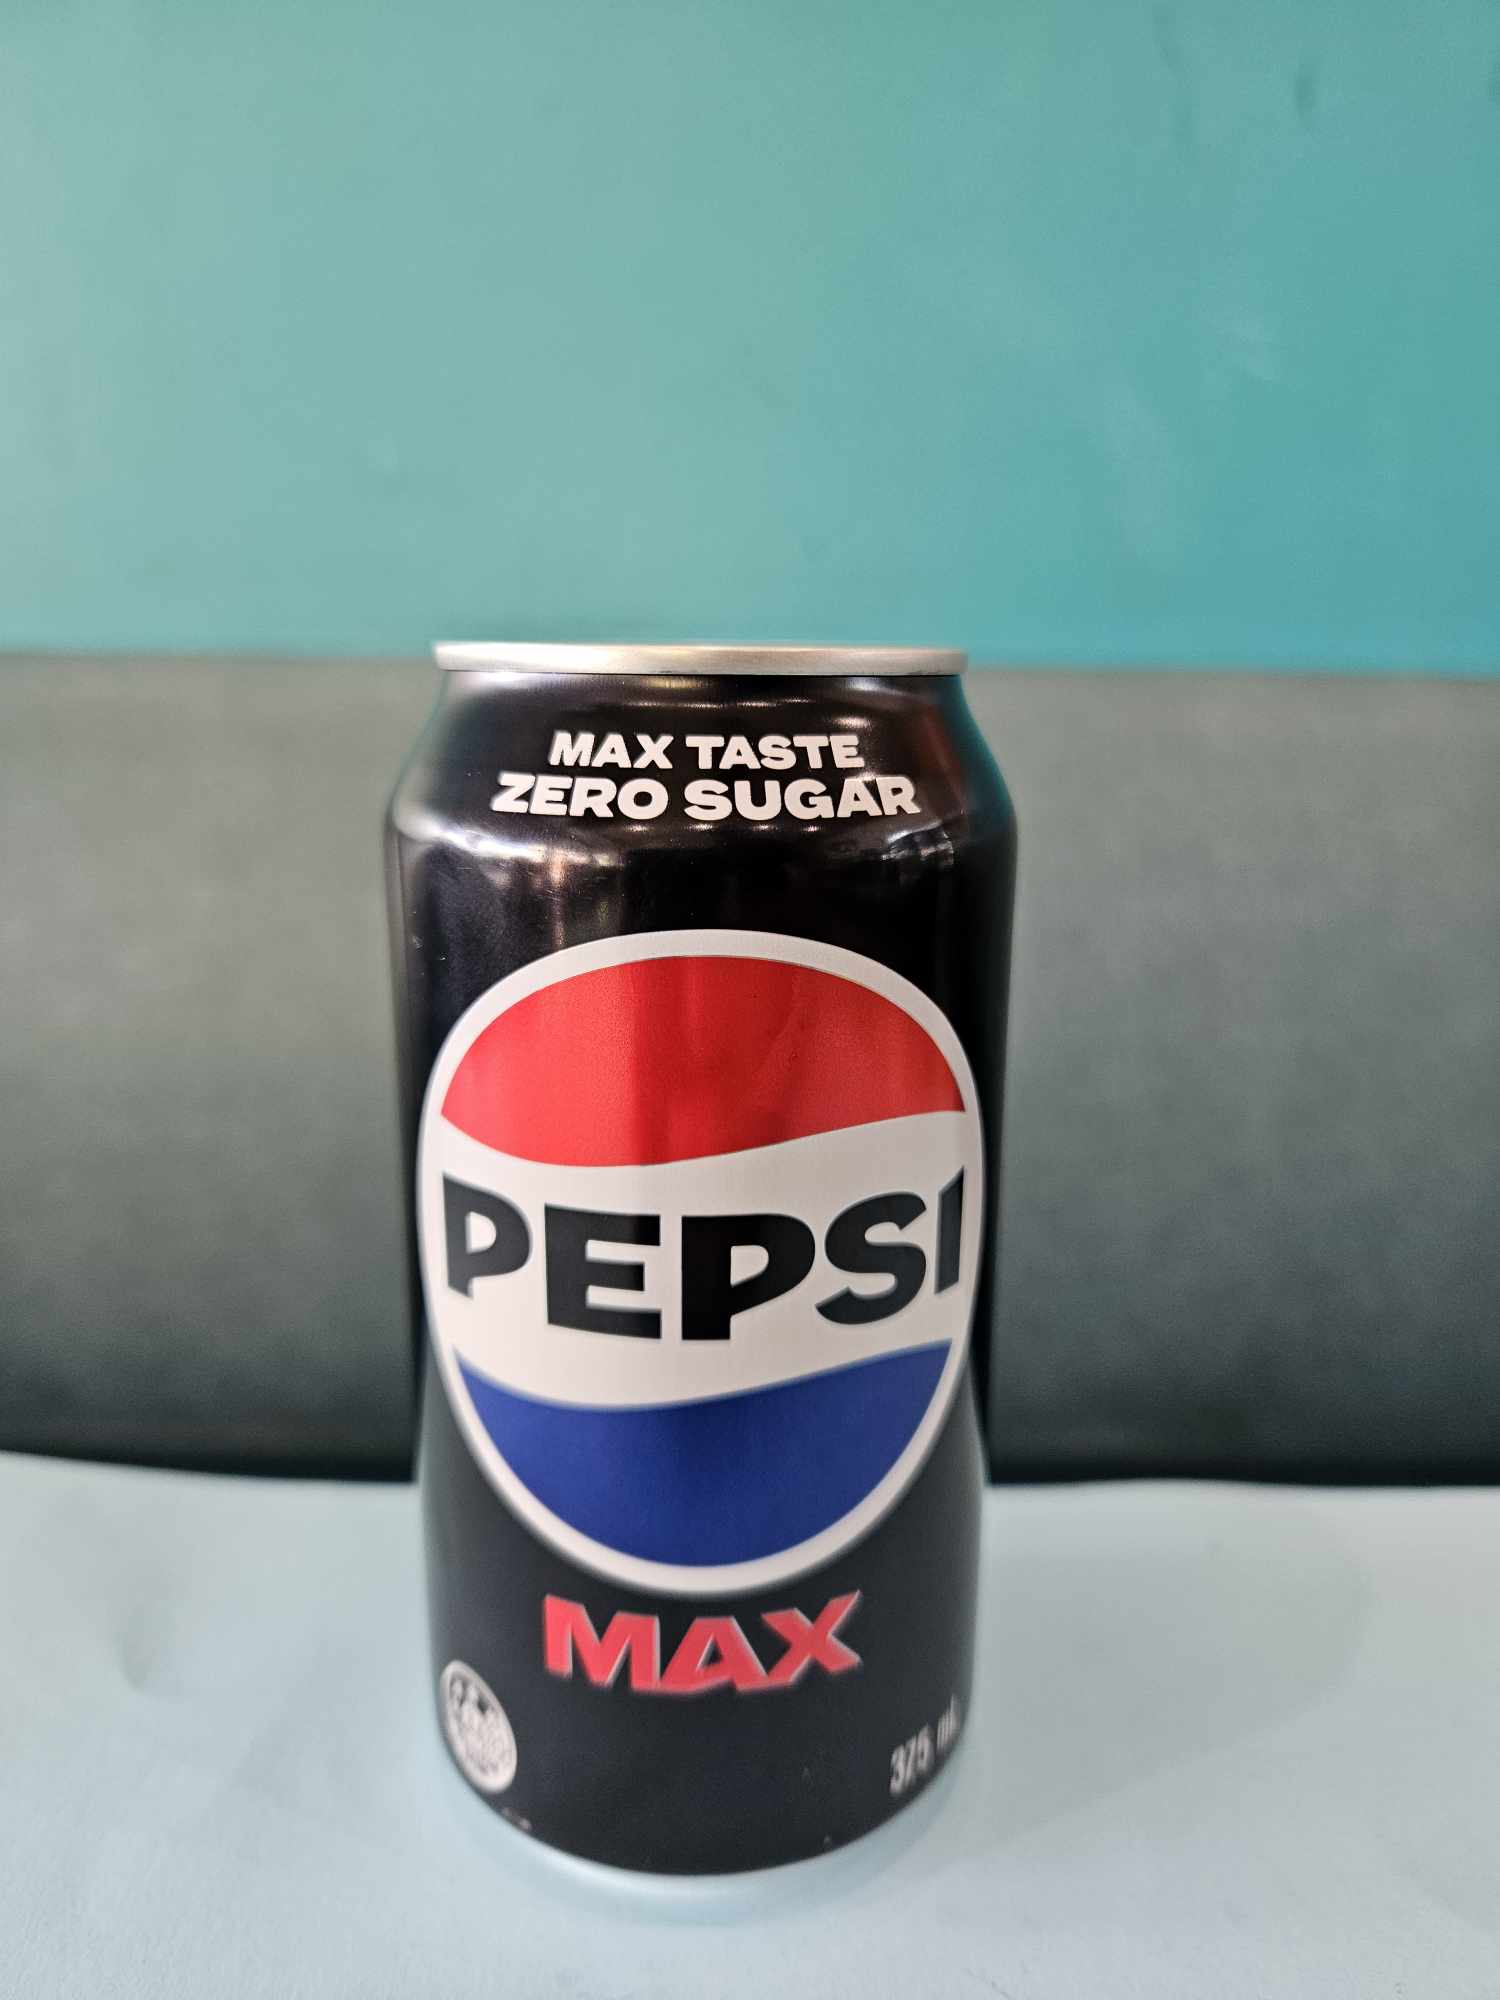 MAX TASTE
ZERO SUGAR
PEPSI
MAX
375 mL